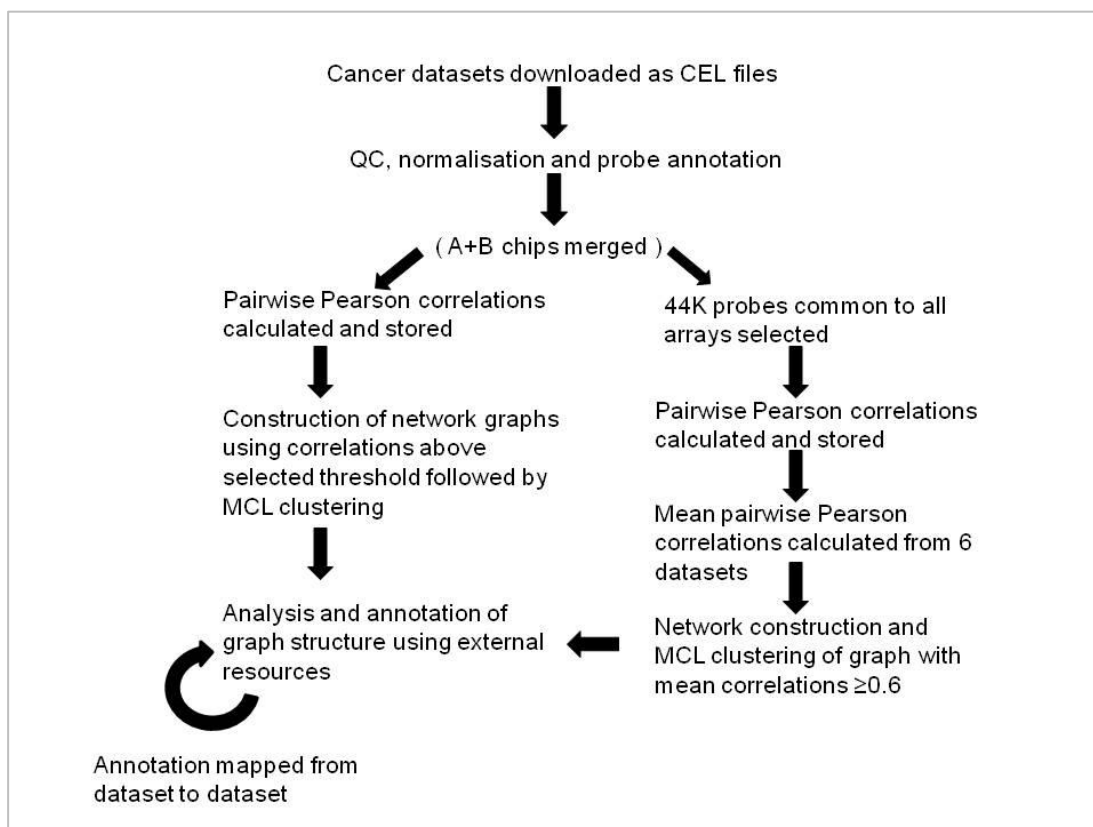 Cancer datasets downloaded as CEL files
QC, normalisation and probe annotation
( A+B chips merged )
Pairwise Pearson correlations
calculated and stored
Construction of network graphs
using correlations above
selected threshold followed by
MCL clustering
Analysis and annotation of
graph structure using external
resources
Annotation mapped from
dataset to dataset
44K probes common to all
arrays selected
Pairwise Pearson correlations
calculated and stored
Mean pairwise Pearson
correlations calculated from 6
datasets
Network construction and
MCL clustering of graph with
mean correlations ≥0.6